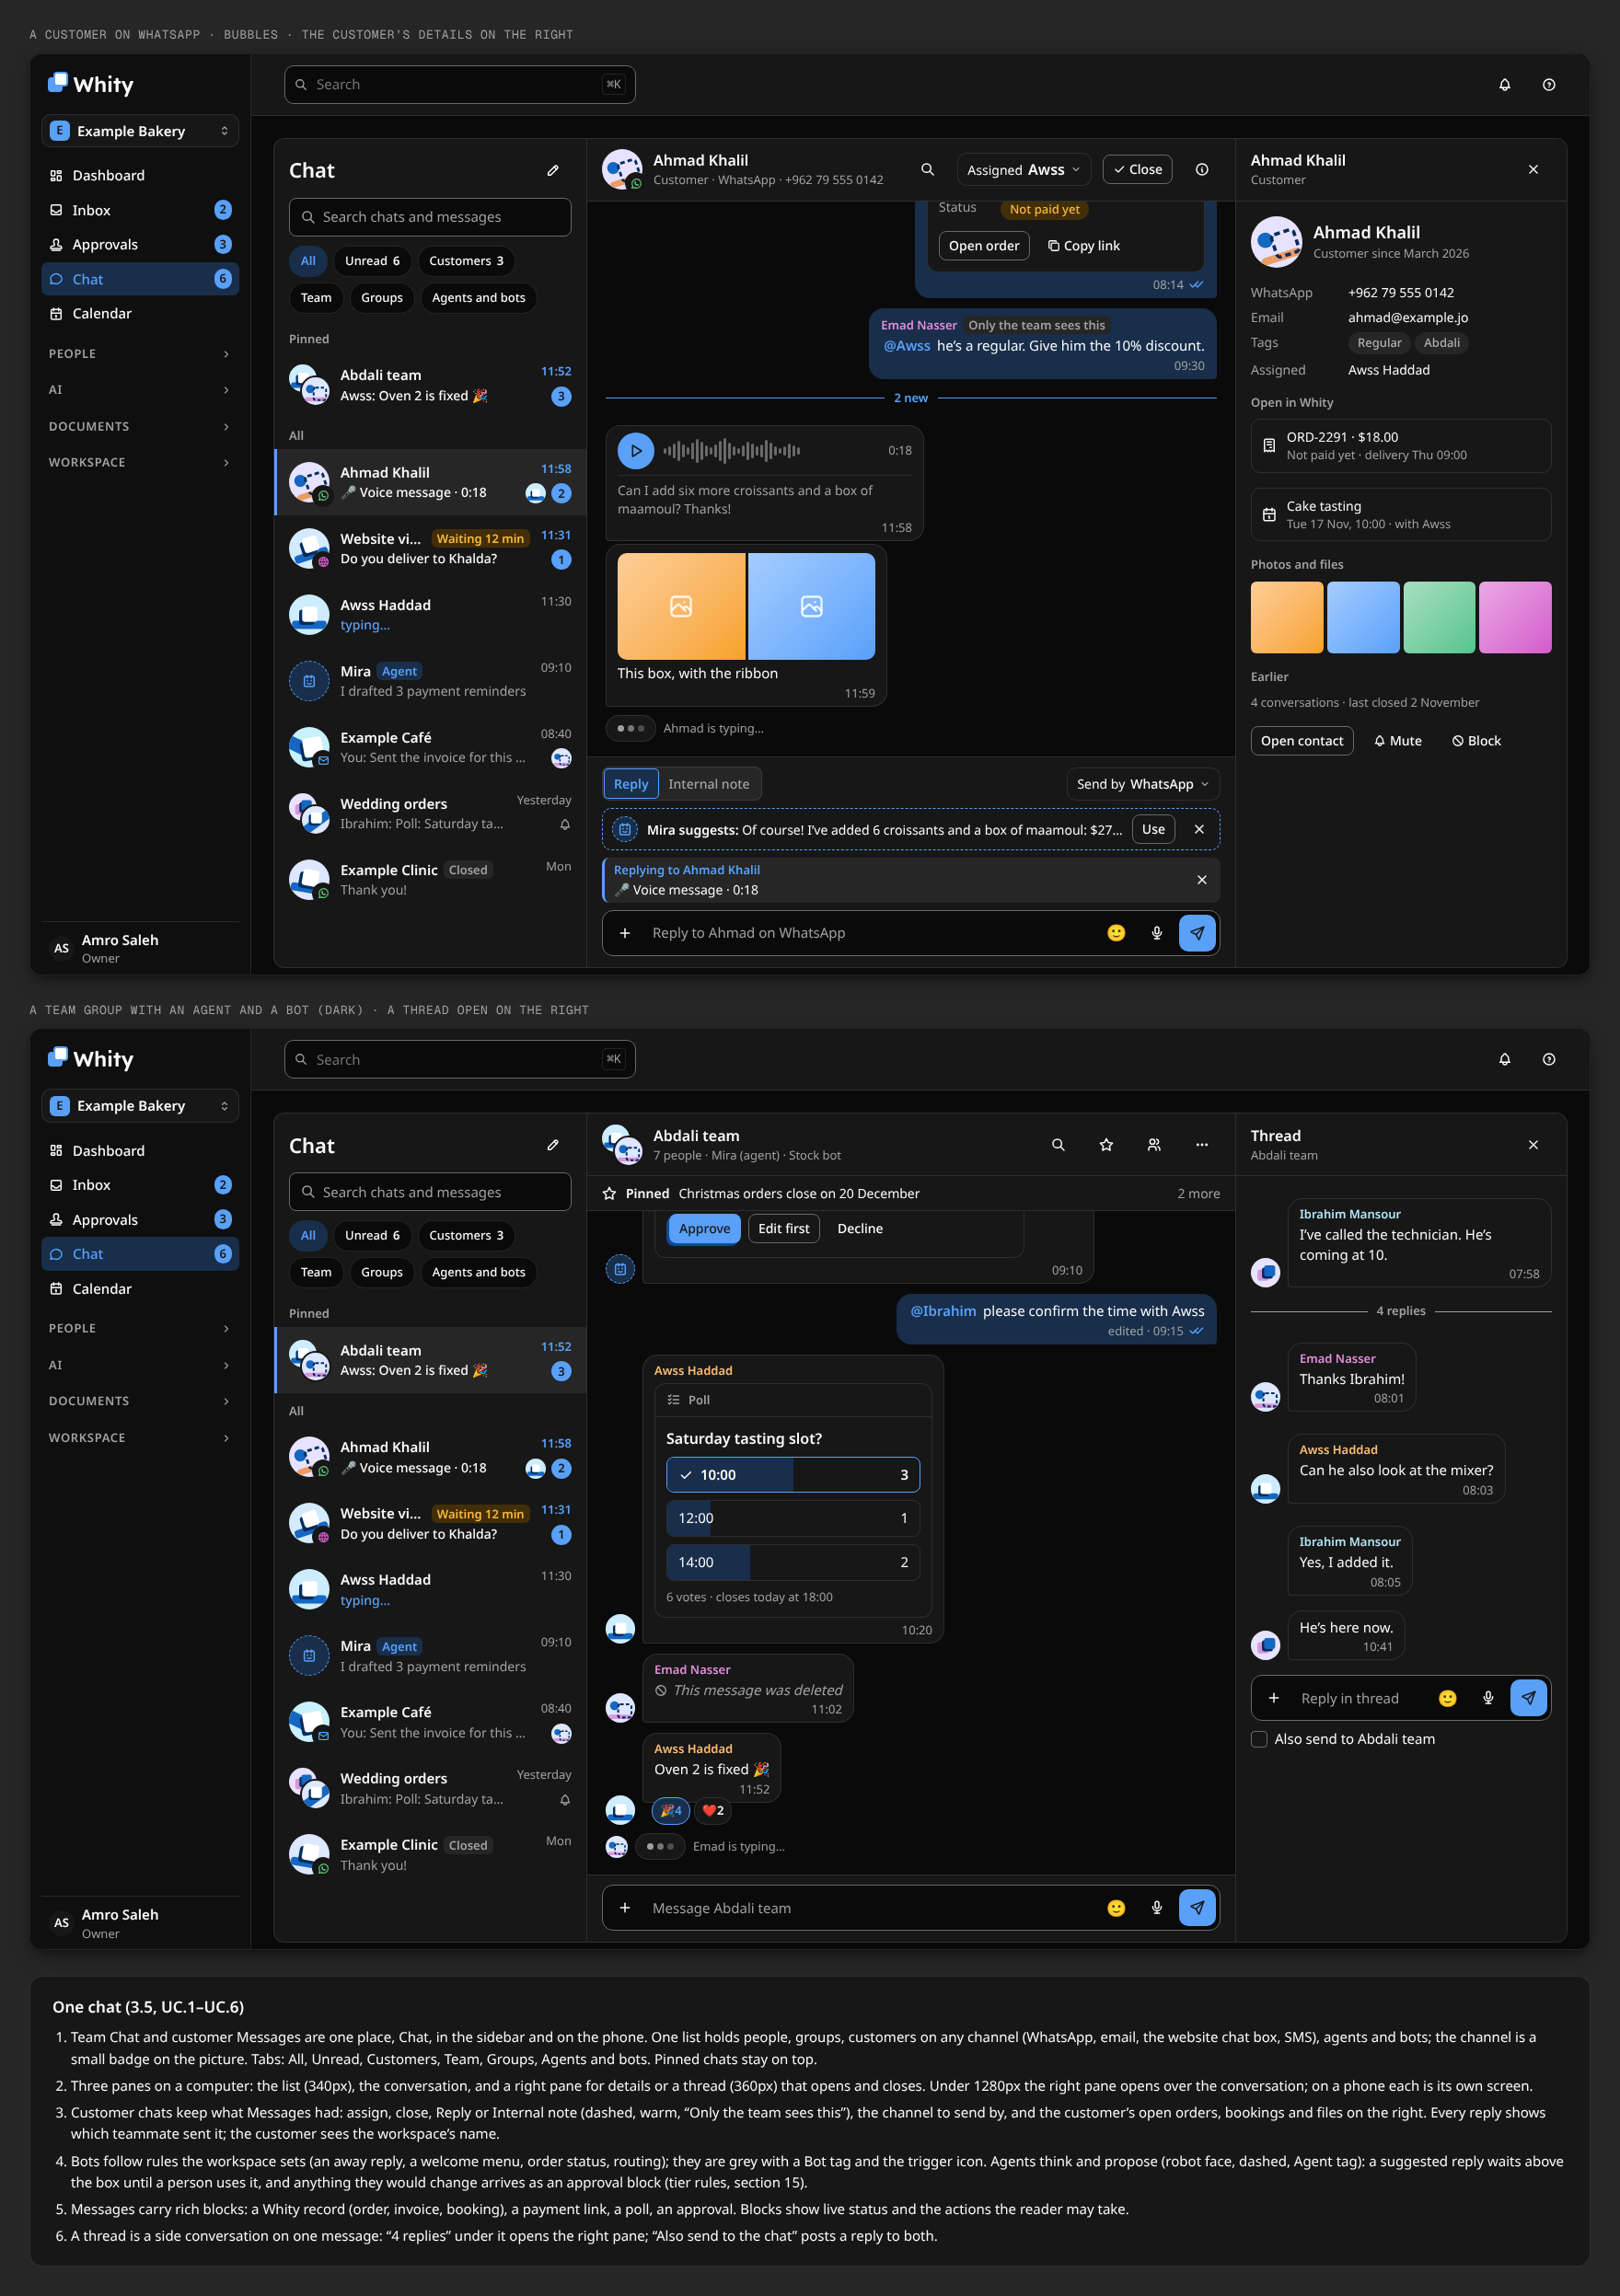 A CUSTOMER ON WHATSAPP · BUBBLES · THE CUSTOMER'S DETAILS ON THE RIGHT
Whity
Search
⌘K
E Example Bakery
Dashboard
Inbox 2
Approvals 3
Chat 6
Calendar
PEOPLE
AI
DOCUMENTS
WORKSPACE
AS Amro Saleh
Owner
Chat
Search chats and messages
All
Unread 6
Customers 3
Team
Groups
Agents and bots
Pinned
Abdali team 11:52
Awss: Oven 2 is fixed 🎉 3
All
Ahmad Khalil 11:58
🎤 Voice message · 0:18 2
Website vi... Waiting 12 min 11:31
Do you deliver to Khalda? 1
Awss Haddad 11:30
typing...
Mira Agent 09:10
I drafted 3 payment reminders
Example Café 08:40
You: Sent the invoice for this ...
Wedding orders Yesterday
Ibrahim: Poll: Saturday ta...
Example Clinic Closed Mon
Thank you!
Ahmad Khalil
Customer · WhatsApp · +962 79 555 0142
Assigned Awss
Close
Status Not paid yet
Open order
Copy link
08:14
Emad Nasser Only the team sees this
@Awss he's a regular. Give him the 10% discount.
09:30
2 new
0:18
Can I add six more croissants and a box of
maamoul? Thanks!
11:58
This box, with the ribbon
11:59
Ahmad is typing...
Reply
Internal note
Send by WhatsApp
Mira suggests: Of course! I've added 6 croissants and a box of maamoul: $27...
Use
Replying to Ahmad Khalil
🎤 Voice message · 0:18
Reply to Ahmad on WhatsApp
Ahmad Khalil
Customer
Ahmad Khalil
Customer since March 2026
WhatsApp +962 79 555 0142
Email ahmad@example.jo
Tags Regular Abdali
Assigned Awss Haddad
Open in Whity
ORD-2291 · $18.00
Not paid yet · delivery Thu 09:00
Cake tasting
Tue 17 Nov, 10:00 · with Awss
Photos and files
Earlier
4 conversations · last closed 2 November
Open contact
Mute
Block
A TEAM GROUP WITH AN AGENT AND A BOT (DARK) · A THREAD OPEN ON THE RIGHT
Whity
Search
⌘K
E Example Bakery
Dashboard
Inbox 2
Approvals 3
Chat 6
Calendar
PEOPLE
AI
DOCUMENTS
WORKSPACE
AS Amro Saleh
Owner
Chat
Search chats and messages
All
Unread 6
Customers 3
Team
Groups
Agents and bots
Pinned
Abdali team 11:52
Awss: Oven 2 is fixed 🎉 3
All
Ahmad Khalil 11:58
🎤 Voice message · 0:18 2
Website vi... Waiting 12 min 11:31
Do you deliver to Khalda? 1
Awss Haddad 11:30
typing...
Mira Agent 09:10
I drafted 3 payment reminders
Example Café 08:40
You: Sent the invoice for this ...
Wedding orders Yesterday
Ibrahim: Poll: Saturday ta...
Example Clinic Closed Mon
Thank you!
Abdali team
7 people · Mira (agent) · Stock bot
Pinned Christmas orders close on 20 December 2 more
Approve
Edit first
Decline
09:10
@Ibrahim please confirm the time with Awss
edited · 09:15
Awss Haddad
Poll
Saturday tasting slot?
10:00 3
12:00 1
14:00 2
6 votes · closes today at 18:00
10:20
Emad Nasser
This message was deleted
11:02
Awss Haddad
Oven 2 is fixed 🎉
11:52
🎉4 ❤️2
Emad is typing...
Message Abdali team
Thread
Abdali team
Ibrahim Mansour
I've called the technician. He's
coming at 10.
07:58
4 replies
Emad Nasser
Thanks Ibrahim!
08:01
Awss Haddad
Can he also look at the mixer?
08:03
Ibrahim Mansour
Yes, I added it.
08:05
He's here now.
10:41
Reply in thread
Also send to Abdali team
One chat (3.5, UC.1–UC.6)
1. Team Chat and customer Messages are one place, Chat, in the sidebar and on the phone. One list holds people, groups, customers on any channel (WhatsApp, email, the website chat box, SMS), agents and bots; the channel is a
small badge on the picture. Tabs: All, Unread, Customers, Team, Groups, Agents and bots. Pinned chats stay on top.
2. Three panes on a computer: the list (340px), the conversation, and a right pane for details or a thread (360px) that opens and closes. Under 1280px the right pane opens over the conversation; on a phone each is its own screen.
3. Customer chats keep what Messages had: assign, close, Reply or Internal note (dashed, warm, “Only the team sees this”), the channel to send by, and the customer's open orders, bookings and files on the right. Every reply shows
which teammate sent it; the customer sees the workspace's name.
4. Bots follow rules the workspace sets (an away reply, a welcome menu, order status, routing); they are grey with a Bot tag and the trigger icon. Agents think and propose (robot face, dashed, Agent tag): a suggested reply waits above
the box until a person uses it, and anything they would change arrives as an approval block (tier rules, section 15).
5. Messages carry rich blocks: a Whity record (order, invoice, booking), a payment link, a poll, an approval. Blocks show live status and the actions the reader may take.
6. A thread is a side conversation on one message: “4 replies” under it opens the right pane; “Also send to the chat” posts a reply to both.